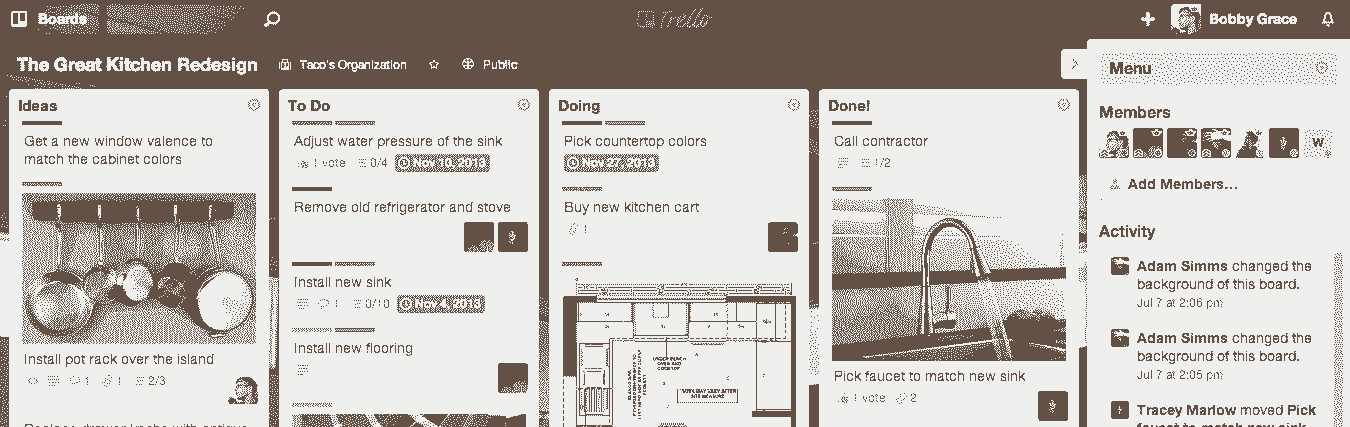 Boards
Trello
Bobby Grace
The Great Kitchen Redesign
Taco's Organization
Public
Ideas
Get a new window valence to
match the cabinet colors
Install pot rack over the island
1
1
2/3
To Do
Adjust water pressure of the sink
1 vote
0/4
Nov 10, 2013
Remove old refrigerator and stove
Install new sink
1
3/10
Nov 4, 2013
Install new flooring
Doing
Pick countertop colors
Nov 27, 2013
Buy new kitchen cart
1
Done!
Call contractor
1/2
Pick faucet to match new sink
1 vote
2
Menu
Members
W
Add Members...
Activity
Adam Simms changed the
background of this board.
Jul 7 at 2:06 pm
Adam Simms changed the
background of this board.
Jul 7 at 2:05 pm
Tracey Marlow moved Pick
faucet to match new sink